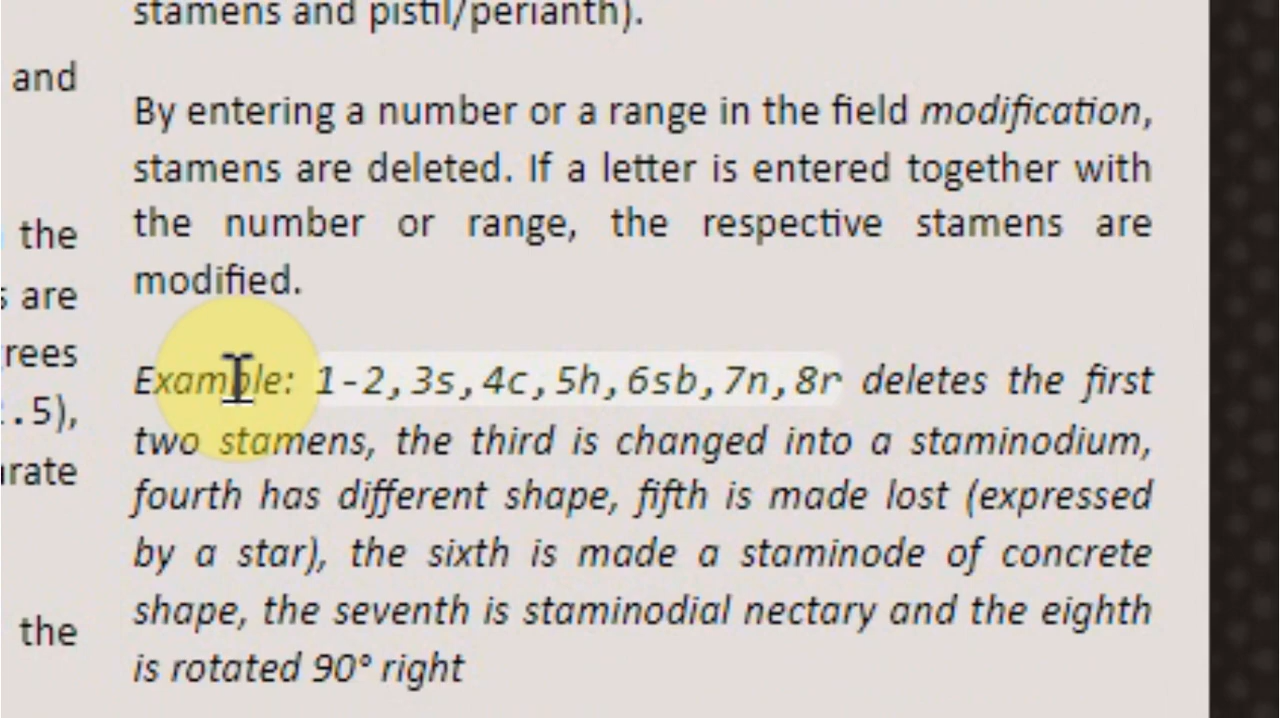 stamens and pistil/perianth).
and
By entering a number or a range in the field modification,
stamens are deleted. If a letter is entered together with
the number or range, the respective stamens are
modified.
the
are
Example: 1-2,3s,4c,5h,6sb,7n,8r deletes the first
two stamens, the third is changed into a staminodium,
fourth has different shape, fifth is made lost (expressed
by a star), the sixth is made a staminode of concrete
shape, the seventh is staminodial nectary and the eighth
is rotated 90° right
.5),
the